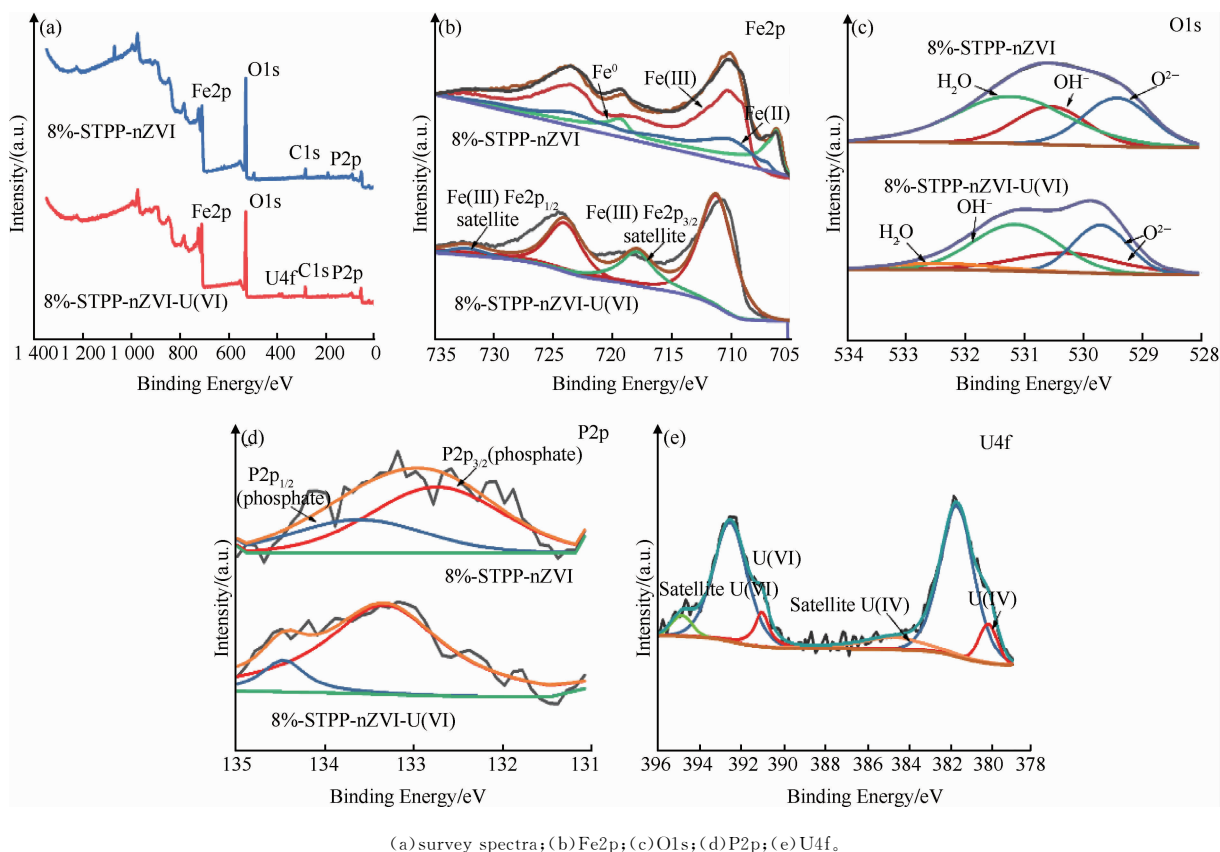 (a)
O1s
Fe2p
8%-STPP-nZVI
C1s
P2p
O1s
Fe2p
U4f
C1s
P2p
8%-STPP-nZVI-U(VI)
Intensity/(a.u.)
1 400 1 200 1 000 800 600 400 200 0
Binding Energy/eV
(b)
Fe2p
Fe⁰
Fe(III)
Fe(II)
8%-STPP-nZVI
Fe(III) Fe2p₁/₂
satellite
Fe(III) Fe2p₃/₂
satellite
8%-STPP-nZVI-U(VI)
Intensity/(a.u.)
735 730 725 720 715 710 705
Binding Energy/eV
(c)
O1s
8%-STPP-nZVI
H₂O
OH⁻
O²⁻
8%-STPP-nZVI-U(VI)
OH⁻
H₂O
O²⁻
Intensity/(a.u.)
534 533 532 531 530 529 528
Binding Energy/eV
(d)
P2p
P2p₃/₂(phosphate)
P2p₁/₂
(phosphate)
8%-STPP-nZVI
8%-STPP-nZVI-U(VI)
Intensity/(a.u.)
135 134 133 132 131
Binding Energy/eV
(e)
U4f
U(VI)
Satellite U(VI)
Satellite U(IV)
U(IV)
Intensity/(a.u.)
396 394 392 390 388 386 384 382 380 378
Binding Energy/eV
(a)survey spectra;(b)Fe2p;(c)O1s;(d)P2p;(e)U4f。